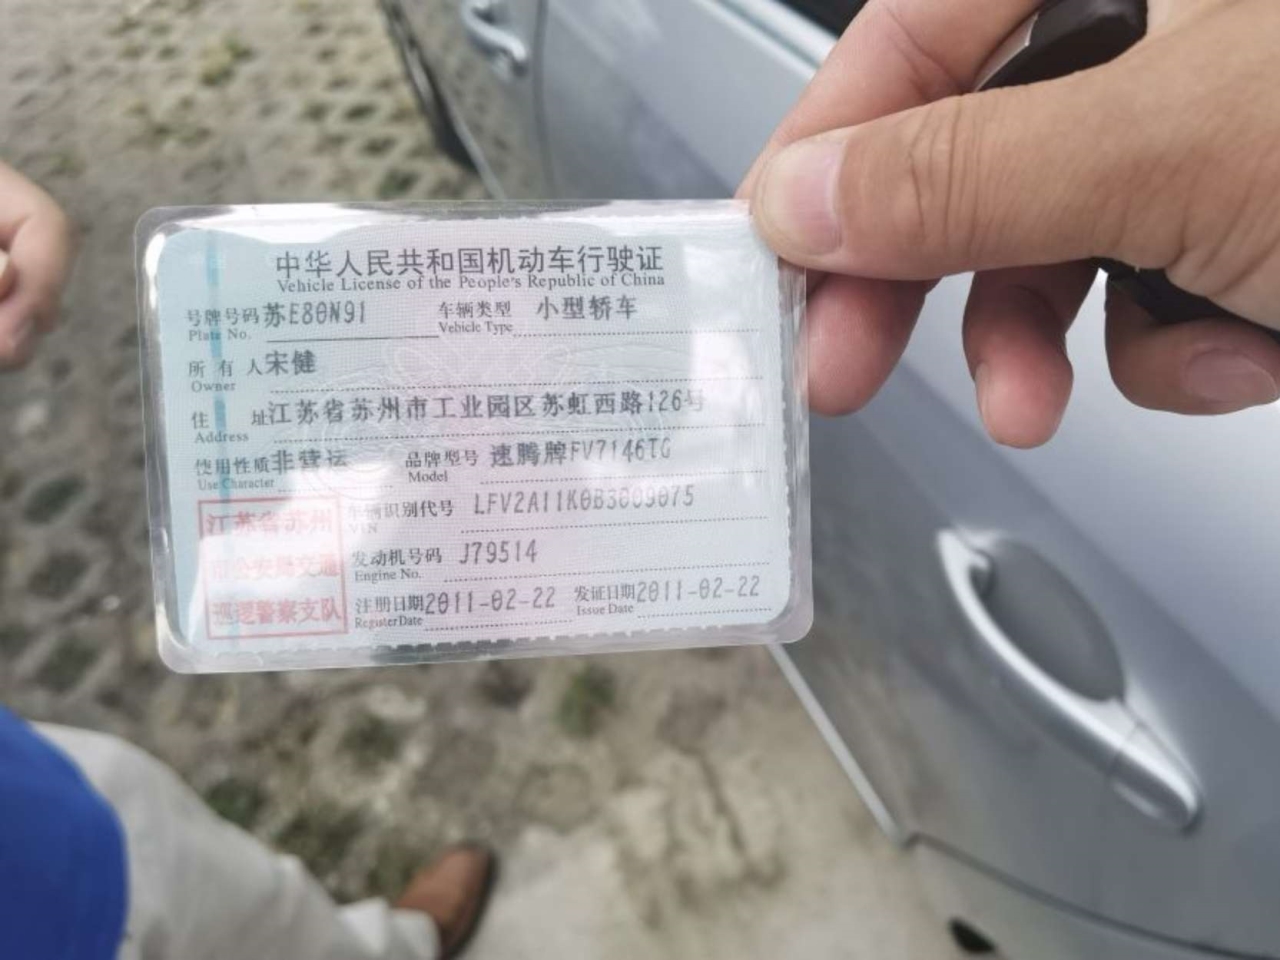 中华人民共和国机动车行驶证
Vehicle License of the People's Republic of China
号牌号码 苏E80N91 车辆类型 小型轿车
Plate No. Vehicle Type
所有人 宋健
Owner
住址 江苏省苏州市工业园区苏虹西路126号
Address
使用性质 非营运 品牌型号 速腾牌FV7146TG
Use Character Model
车辆识别代号 LFV2A11K0B3009075
VIN
发动机号码 J79514
Engine No.
注册日期 2011-02-22 发证日期 2011-02-22
Register Date Issue Date
江苏省苏州
市公安局交通
巡逻警察支队